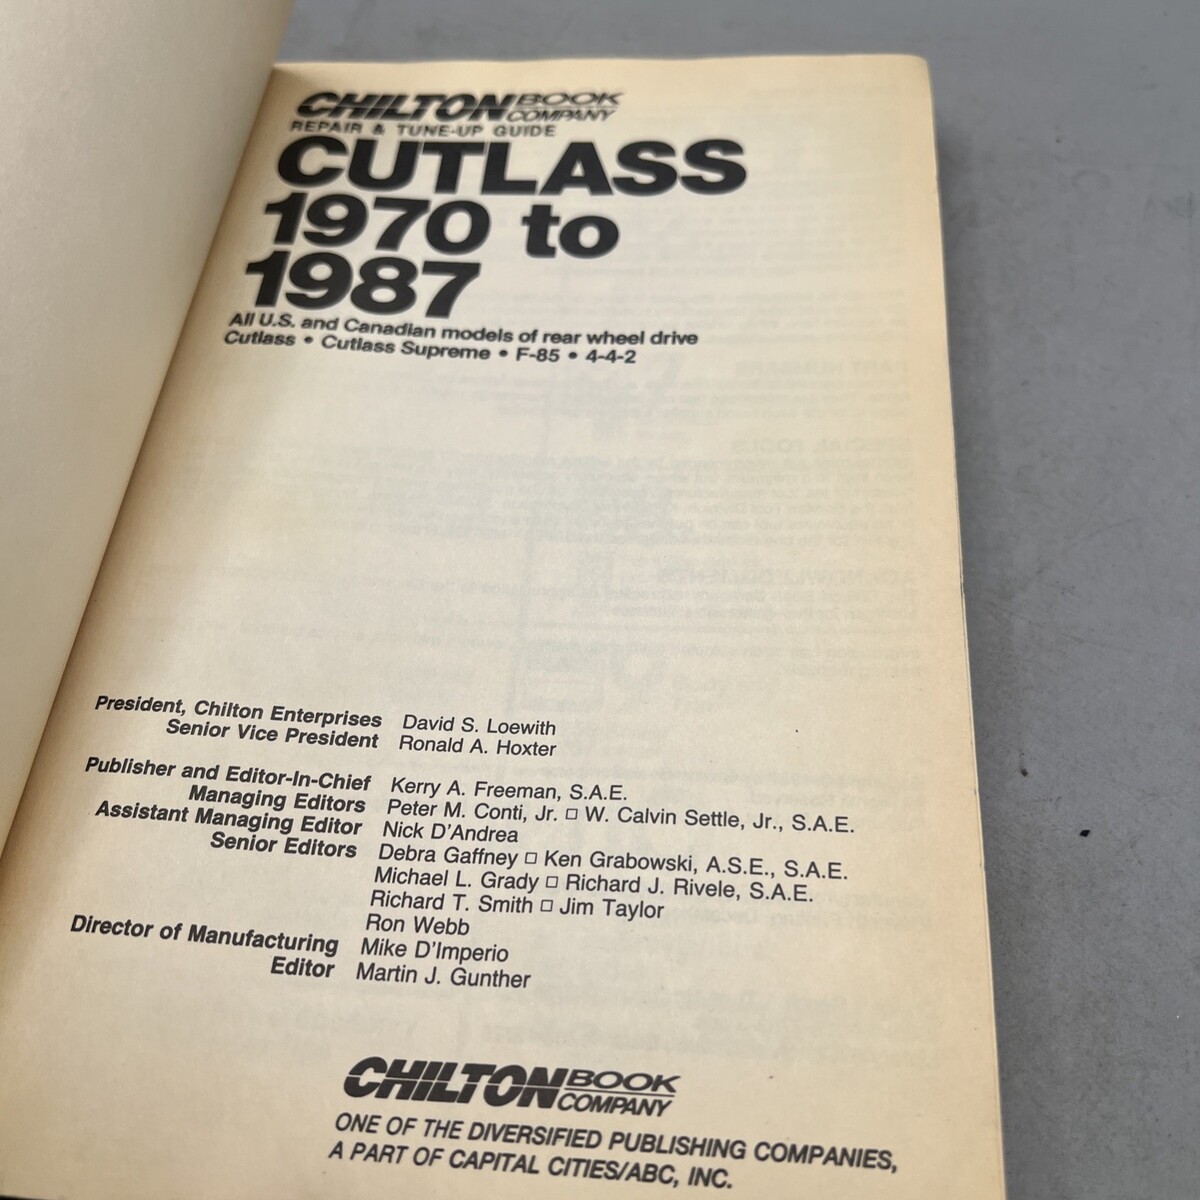 CHILTON BOOK COMPANY
REPAIR & TUNE-UP GUIDE
CUTLASS
1970 to
1987
All U.S. and Canadian models of rear wheel drive
Cutlass • Cutlass Supreme • F-85 • 4-4-2
President, Chilton Enterprises David S. Loewith
Senior Vice President Ronald A. Hoxter
Publisher and Editor-In-Chief Kerry A. Freeman, S.A.E.
Managing Editors Peter M. Conti, Jr. □ W. Calvin Settle, Jr., S.A.E.
Assistant Managing Editor Nick D'Andrea
Senior Editors Debra Gaffney □ Ken Grabowski, A.S.E., S.A.E.
Michael L. Grady □ Richard J. Rivele, S.A.E.
Richard T. Smith □ Jim Taylor
Ron Webb
Director of Manufacturing Mike D'Imperio
Editor Martin J. Gunther
CHILTON BOOK COMPANY
ONE OF THE DIVERSIFIED PUBLISHING COMPANIES,
A PART OF CAPITAL CITIES/ABC, INC.